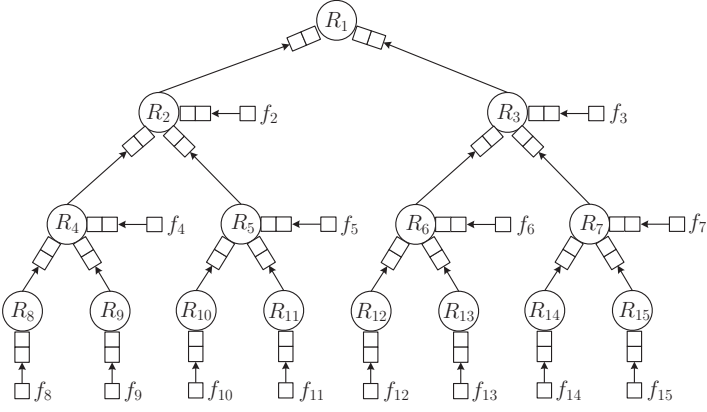 R₁
R₂ f₂ R₃ f₃
R₄ f₄ R₅ f₅ R₆ f₆ R₇ f₇
R₈ R₉ R₁₀ R₁₁ R₁₂ R₁₃ R₁₄ R₁₅
f₈ f₉ f₁₀ f₁₁ f₁₂ f₁₃ f₁₄ f₁₅